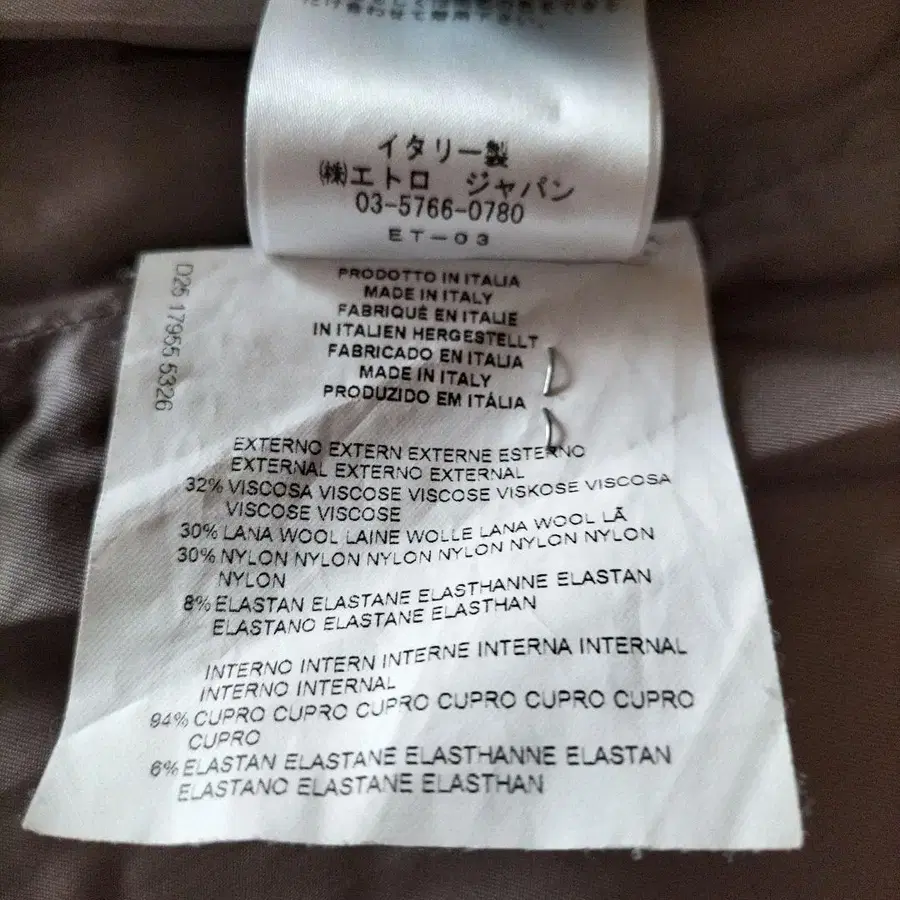 イタリー製
㈱エトロ ジャパン
03-5766-0780
ET-03
D25 17955 5326
PRODOTTO IN ITALIA
MADE IN ITALY
FABRIQUÉ EN ITALIE
IN ITALIEN HERGESTELLT
FABRICADO EN ITALIA
MADE IN ITALY
PRODUZIDO EM ITÁLIA
EXTERNO EXTERN EXTERNE ESTERNO
EXTERNAL EXTERNO EXTERNAL
32% VISCOSA VISCOSE VISCOSE VISKOSE VISCOSA
VISCOSE VISCOSE
30% LANA WOOL LAINE WOLLE LANA WOOL LÃ
30% NYLON NYLON NYLON NYLON NYLON NYLON
NYLON
8% ELASTAN ELASTANE ELASTHANNE ELASTAN
ELASTANO ELASTANE ELASTHAN
INTERNO INTERN INTERNE INTERNA INTERNAL
INTERNO INTERNAL
94% CUPRO CUPRO CUPRO CUPRO CUPRO CUPRO
CUPRO
6% ELASTAN ELASTANE ELASTHANNE ELASTAN
ELASTANO ELASTANE ELASTHAN